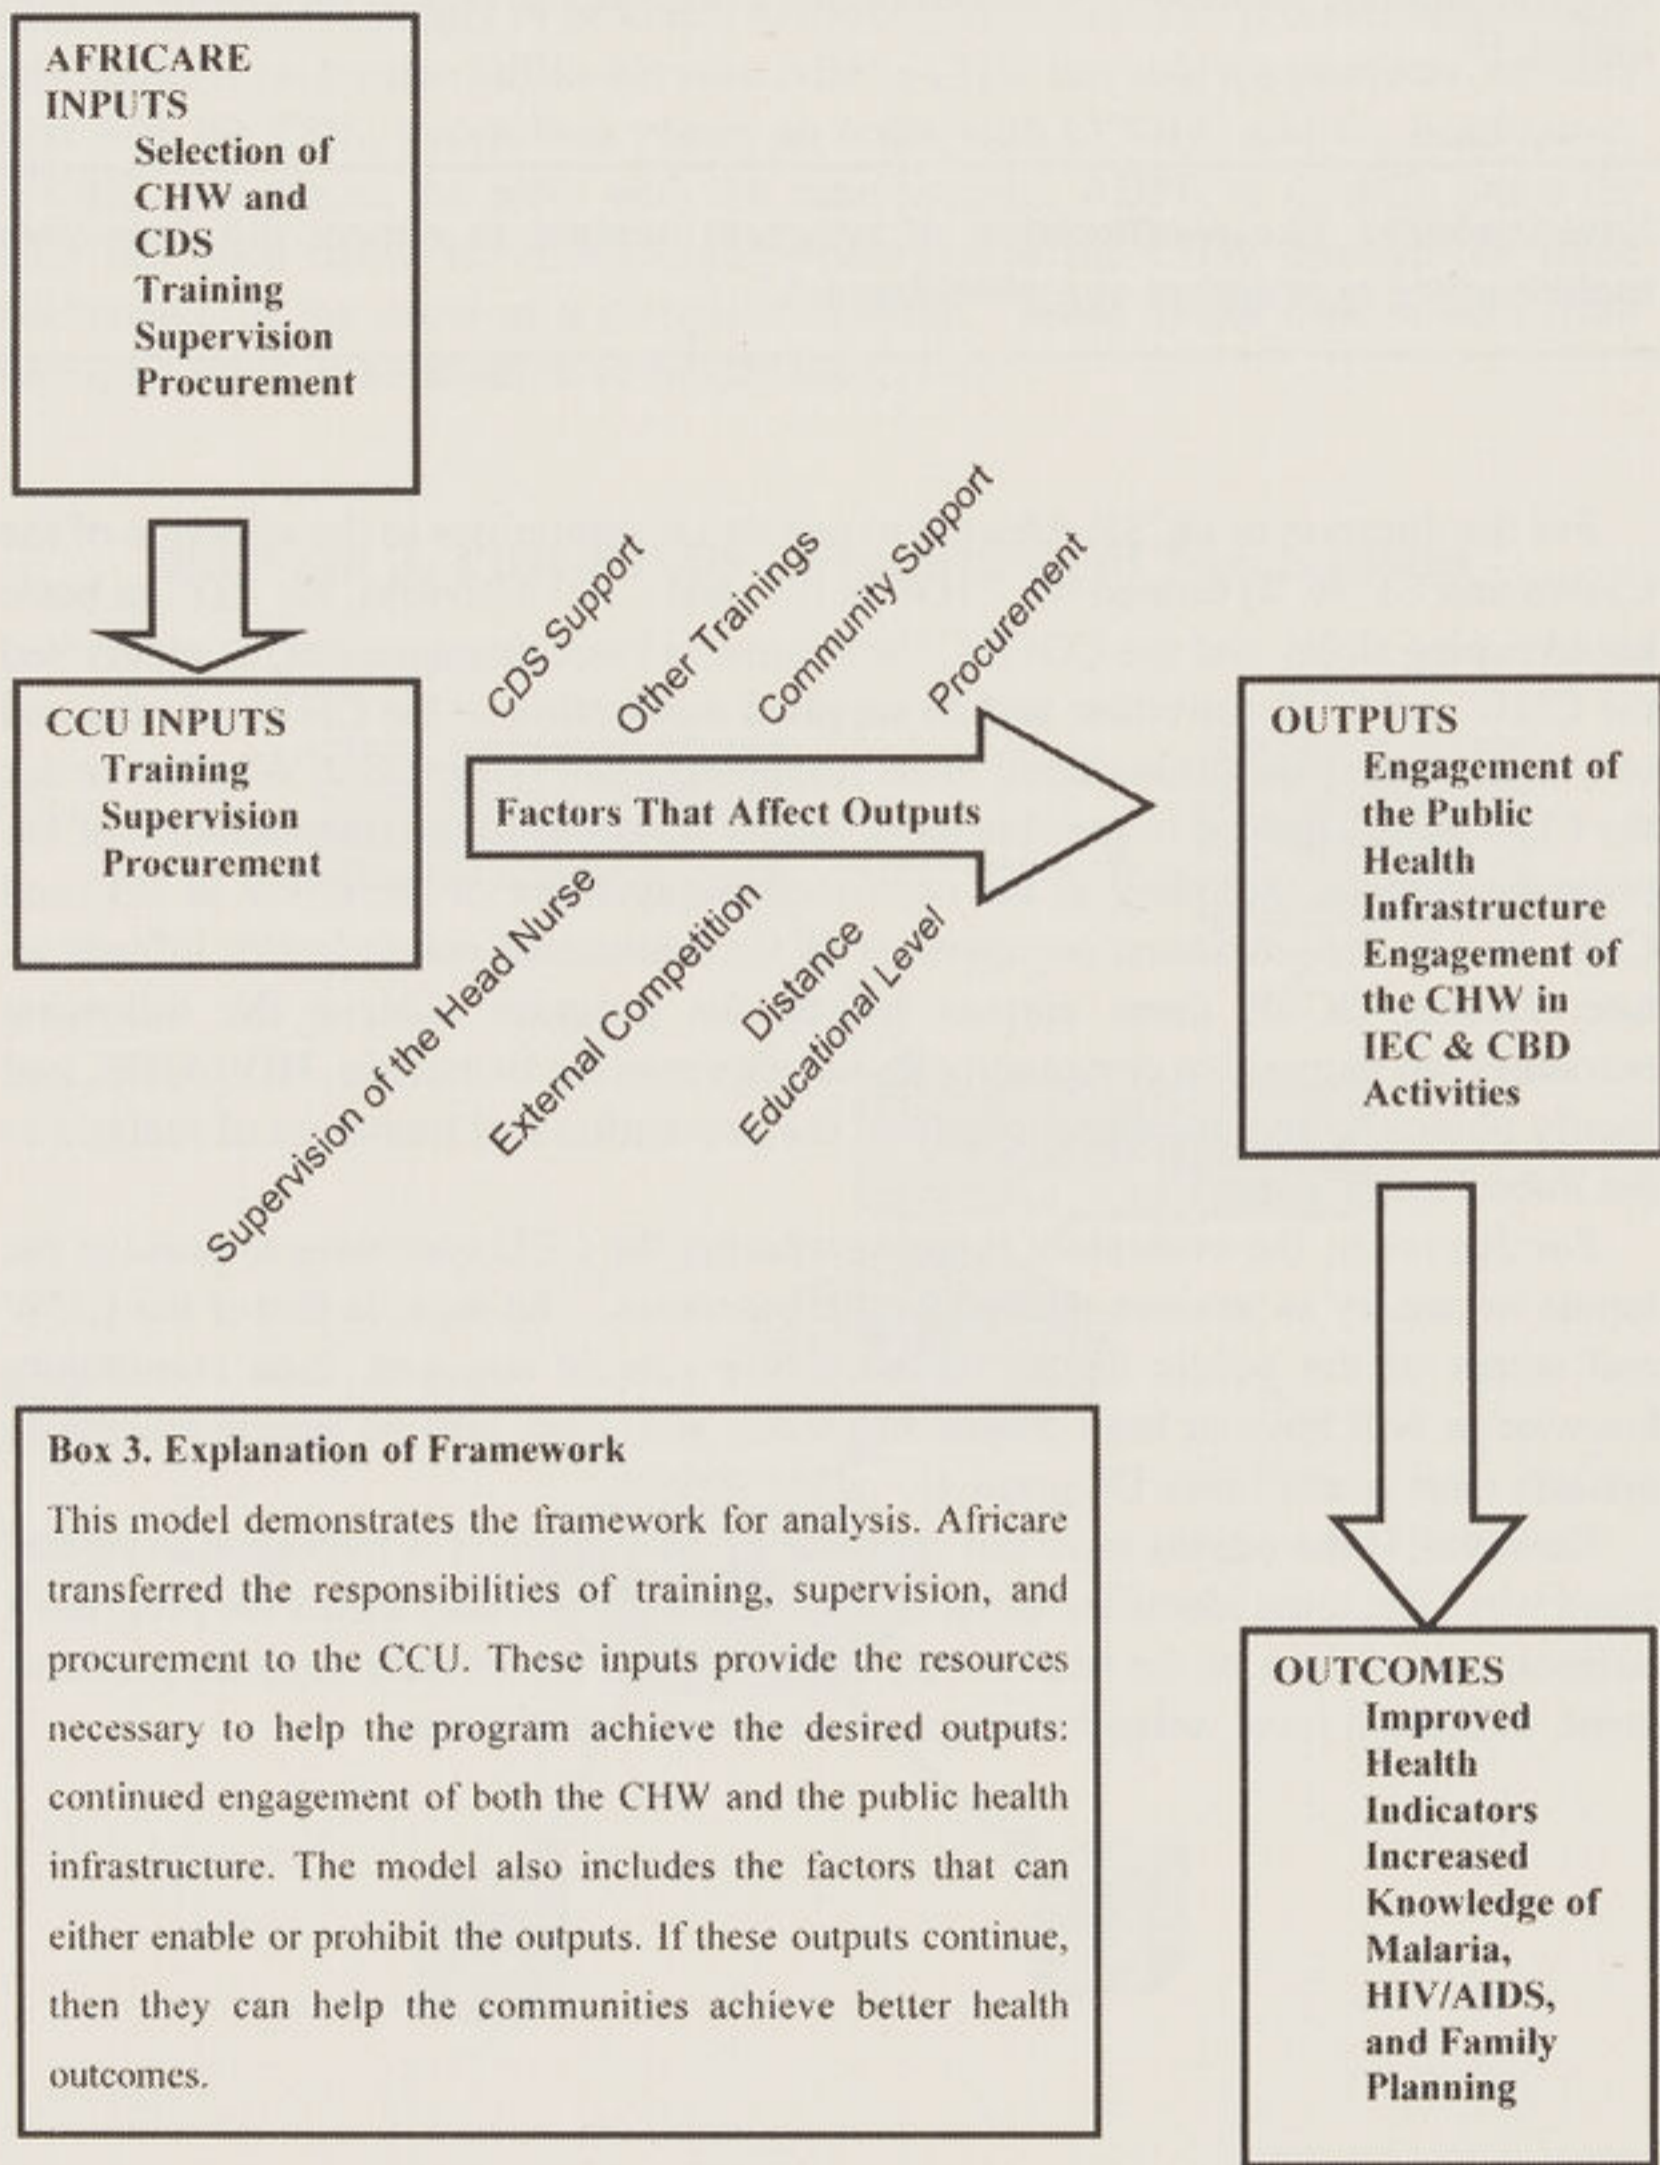 AFRICARE
INPUTS
Selection of
CHW and
CDS
Training
Supervision
Procurement
CCU INPUTS
Training
Supervision
Procurement
CDS Support
Other Trainings
Community Support
Procurement
Factors That Affect Outputs
Supervision of the Head Nurse
External Competition
Distance
Educational Level
OUTPUTS
Engagement of
the Public
Health
Infrastructure
Engagement of
the CHW in
IEC & CBD
Activities
Box 3. Explanation of Framework
This model demonstrates the framework for analysis. Africare
transferred the responsibilities of training, supervision, and
procurement to the CCU. These inputs provide the resources
necessary to help the program achieve the desired outputs:
continued engagement of both the CHW and the public health
infrastructure. The model also includes the factors that can
either enable or prohibit the outputs. If these outputs continue,
then they can help the communities achieve better health
outcomes.
OUTCOMES
Improved
Health
Indicators
Increased
Knowledge of
Malaria,
HIV/AIDS,
and Family
Planning